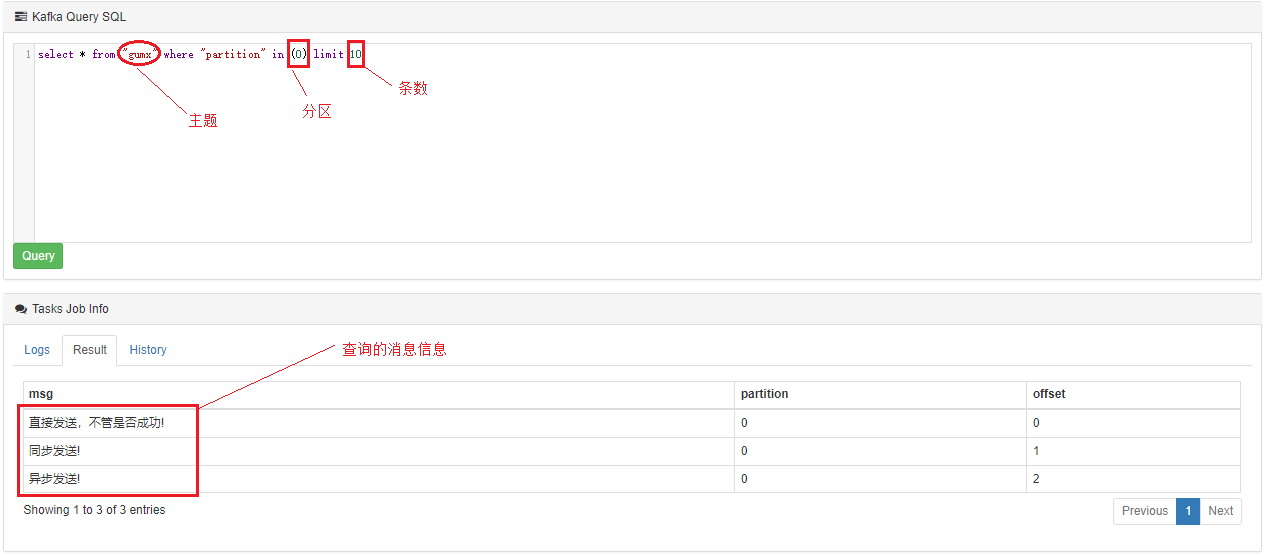 Kafka Query SQL
1 select * from "gumx" where "partition" in (0) limit 10
条数
分区
主题
Query
Tasks Job Info
Logs Result History
查询的消息信息
msg partition offset
直接发送，不管是否成功! 0 0
同步发送! 0 1
异步发送! 0 2
Showing 1 to 3 of 3 entries
Previous 1 Next